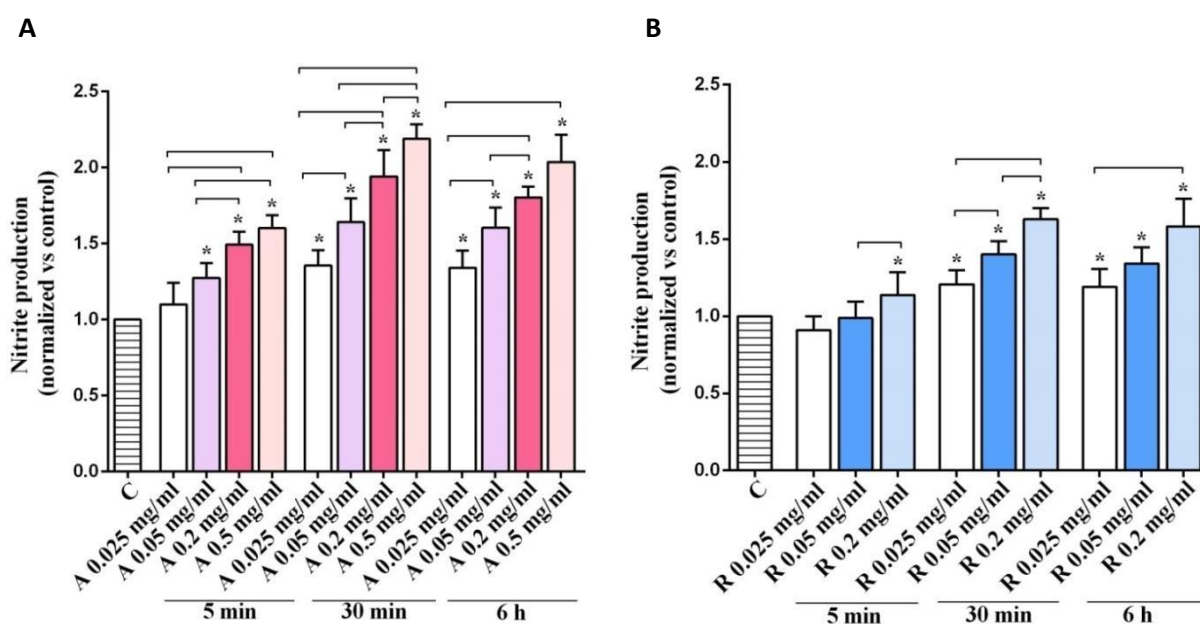 A
Nitrite production
(normalized vs control)
2.5
2.0
1.5
1.0
0.5
0.0
* * * * * * * * * * *
C
A 0.025 mg/ml
A 0.05 mg/ml
A 0.2 mg/ml
A 0.5 mg/ml
A 0.025 mg/ml
A 0.05 mg/ml
A 0.2 mg/ml
A 0.5 mg/ml
A 0.025 mg/ml
A 0.05 mg/ml
A 0.2 mg/ml
A 0.5 mg/ml
5 min
30 min
6 h
B
Nitrite production
(normalized vs control)
2.5
2.0
1.5
1.0
0.5
0.0
* * * * * * *
C
R 0.025 mg/ml
R 0.05 mg/ml
R 0.2 mg/ml
R 0.025 mg/ml
R 0.05 mg/ml
R 0.2 mg/ml
R 0.025 mg/ml
R 0.05 mg/ml
R 0.2 mg/ml
5 min
30 min
6 h